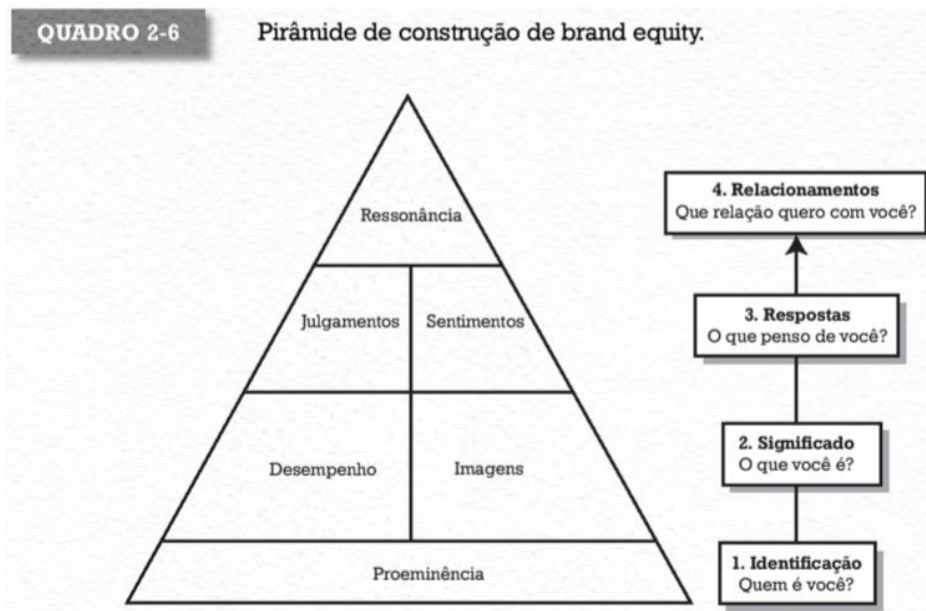 QUADRO 2-6
Pirâmide de construção de brand equity.
Ressonância
Julgamentos
Sentimentos
Desempenho
Imagens
Proeminência
4. Relacionamentos
Que relação quero com você?
3. Respostas
O que penso de você?
2. Significado
O que você é?
1. Identificação
Quem é você?